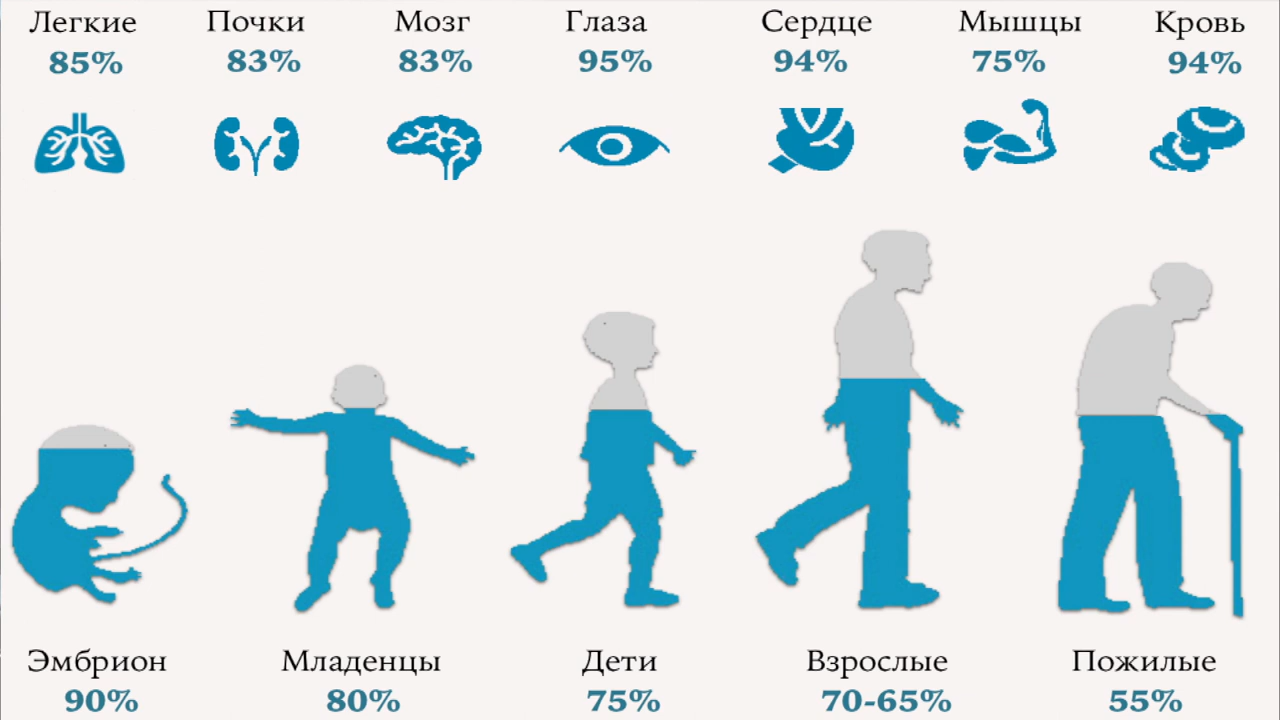 Легкие Почки Мозг Глаза Сердце Мышцы Кровь
85% 83% 83% 95% 94% 75% 94%
Эмбрион Младенцы Дети Взрослые Пожилые
90% 80% 75% 70-65% 55%